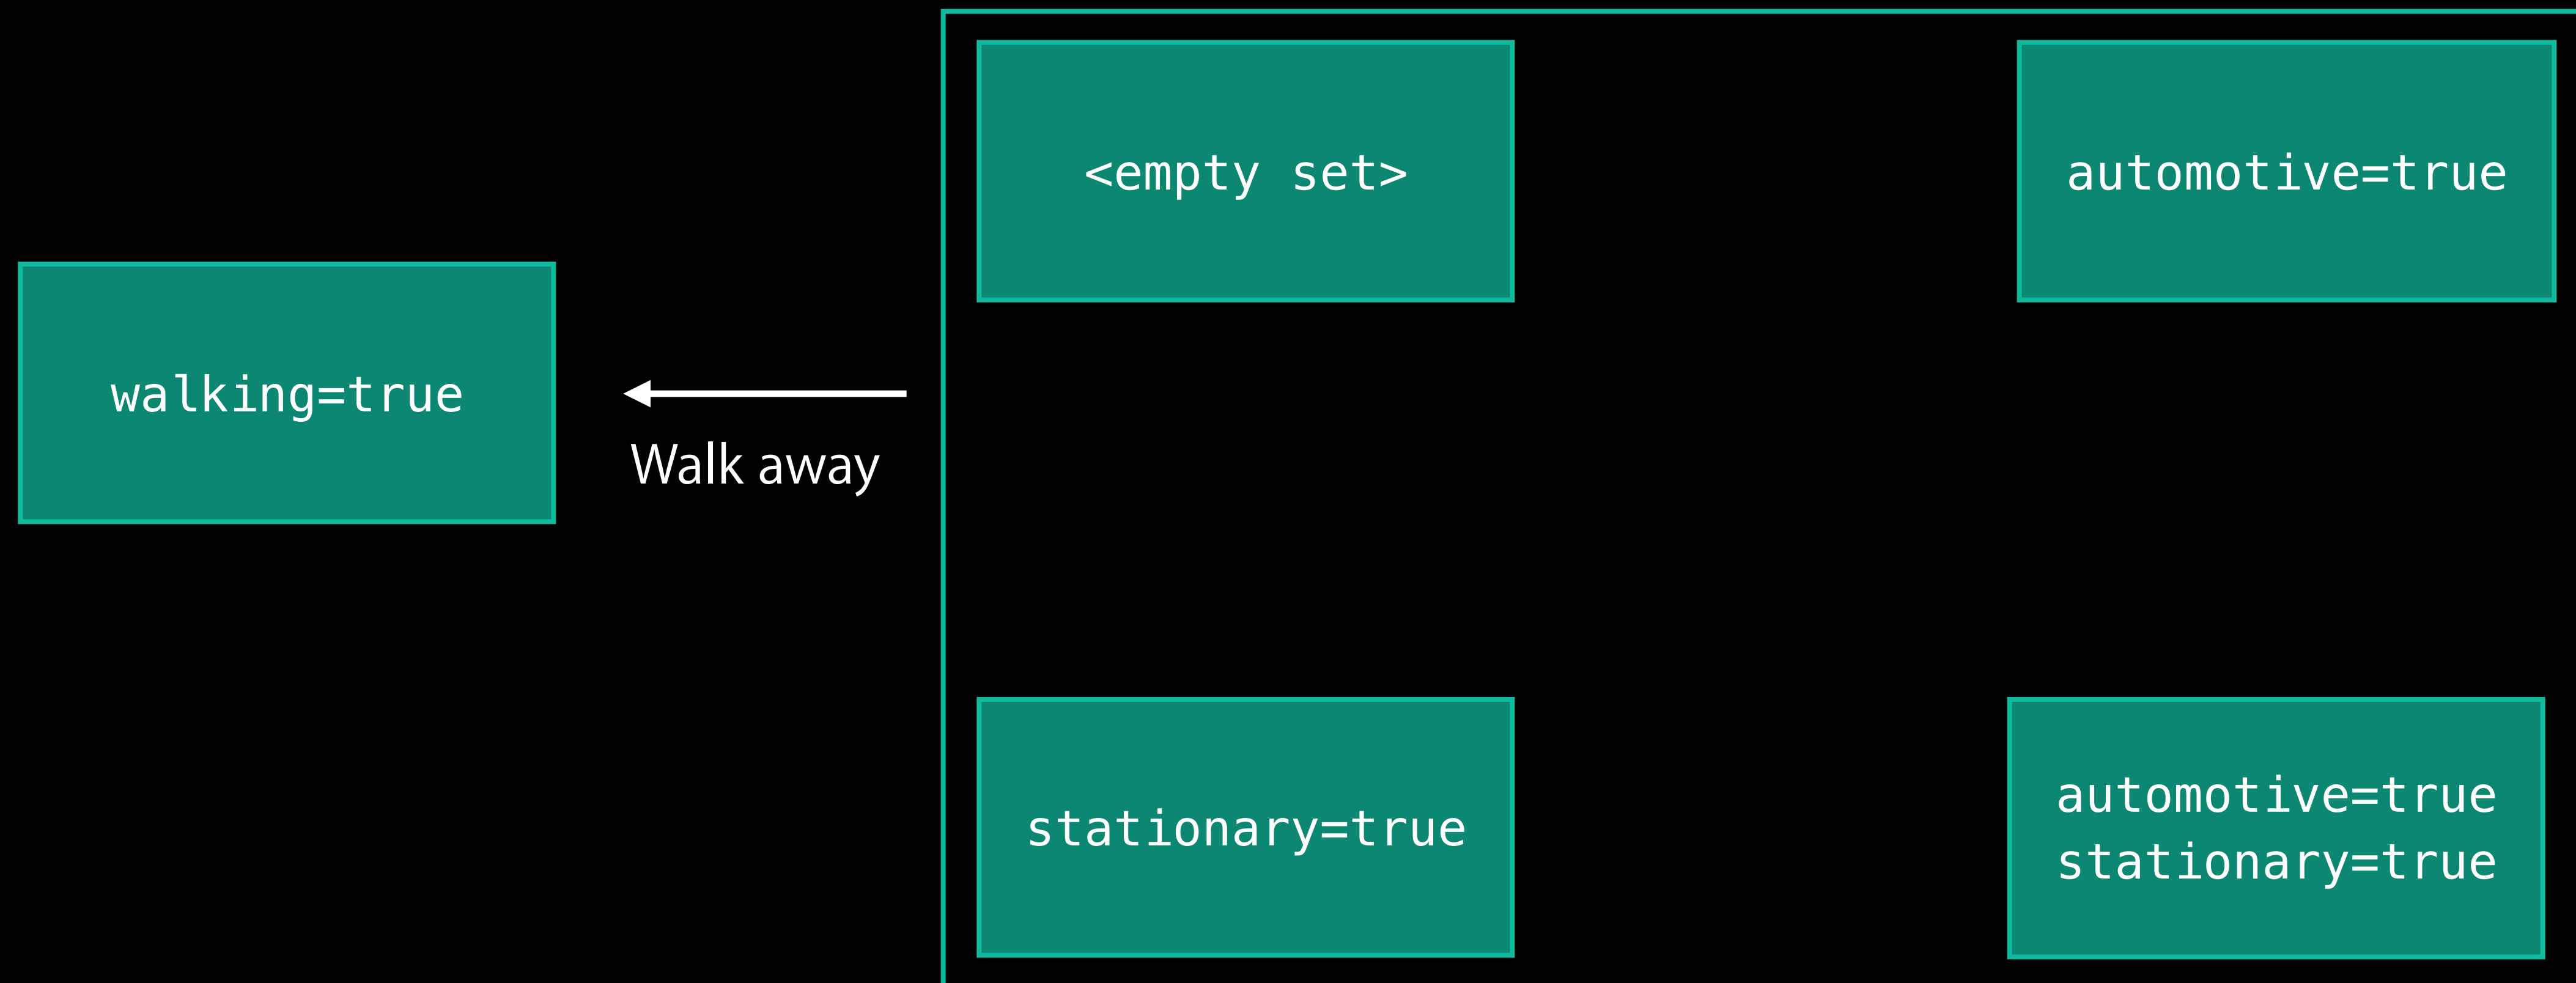 <empty set>
automotive=true
walking=true
Walk away
stationary=true
automotive=true
stationary=true